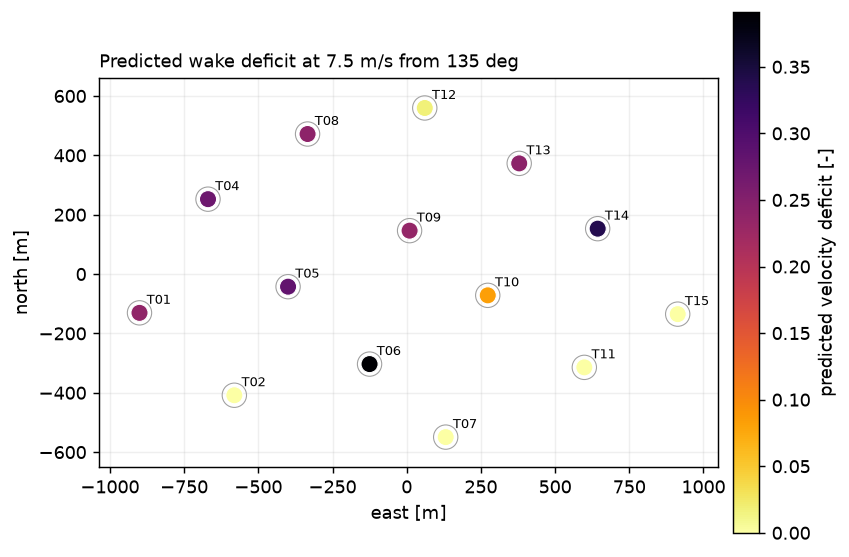 Predicted wake deficit at 7.5 m/s from 135 deg
600
400
200
0
−200
−400
−600
north [m]
T12
T08
T13
T04
T14
T09
T05
T10
T01
T15
T06
T11
T02
T07
−1000
−750
−500
−250
0
250
500
750
1000
east [m]
0.35
0.30
0.25
0.20
0.15
0.10
0.05
0.00
predicted velocity deficit [-]